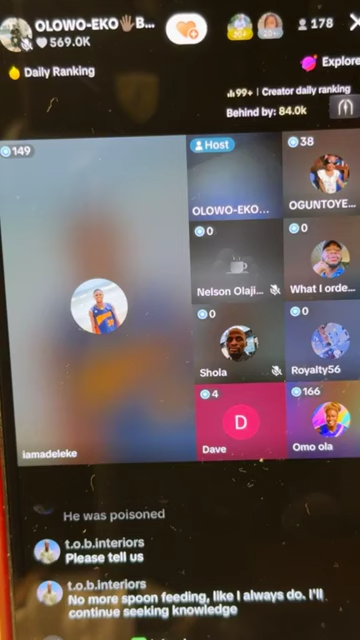 OLOWO-EKO🖐🏿B...
569.0K
20+
178
Daily Ranking
Explore
99+ | Creator daily ranking
Behind by: 84.0k
149
Host
OLOWO-EKO...
38
OGUNTOYE...
0
Nelson Olaji...
0
What I orde...
0
Shola
0
Royalty56
4
D
Dave
166
Omo ola
iamadeleke
He was poisoned
t.o.b.interiors
Please tell us
t.o.b.interiors
No more spoon feeding, like I always do. I'll
continue seeking knowledge